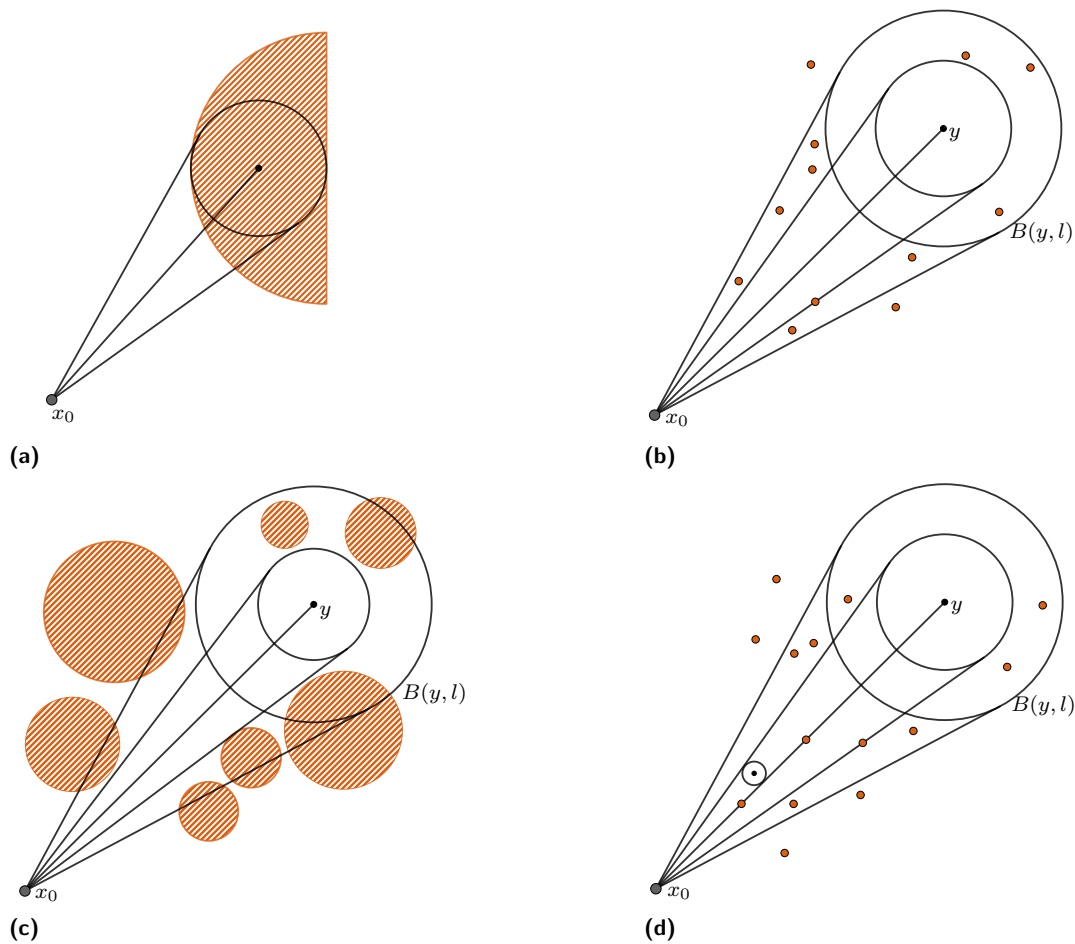 x₀
(a)
y
B(y, l)
x₀
(b)
y
B(y, l)
x₀
(c)
y
B(y, l)
x₀
(d)